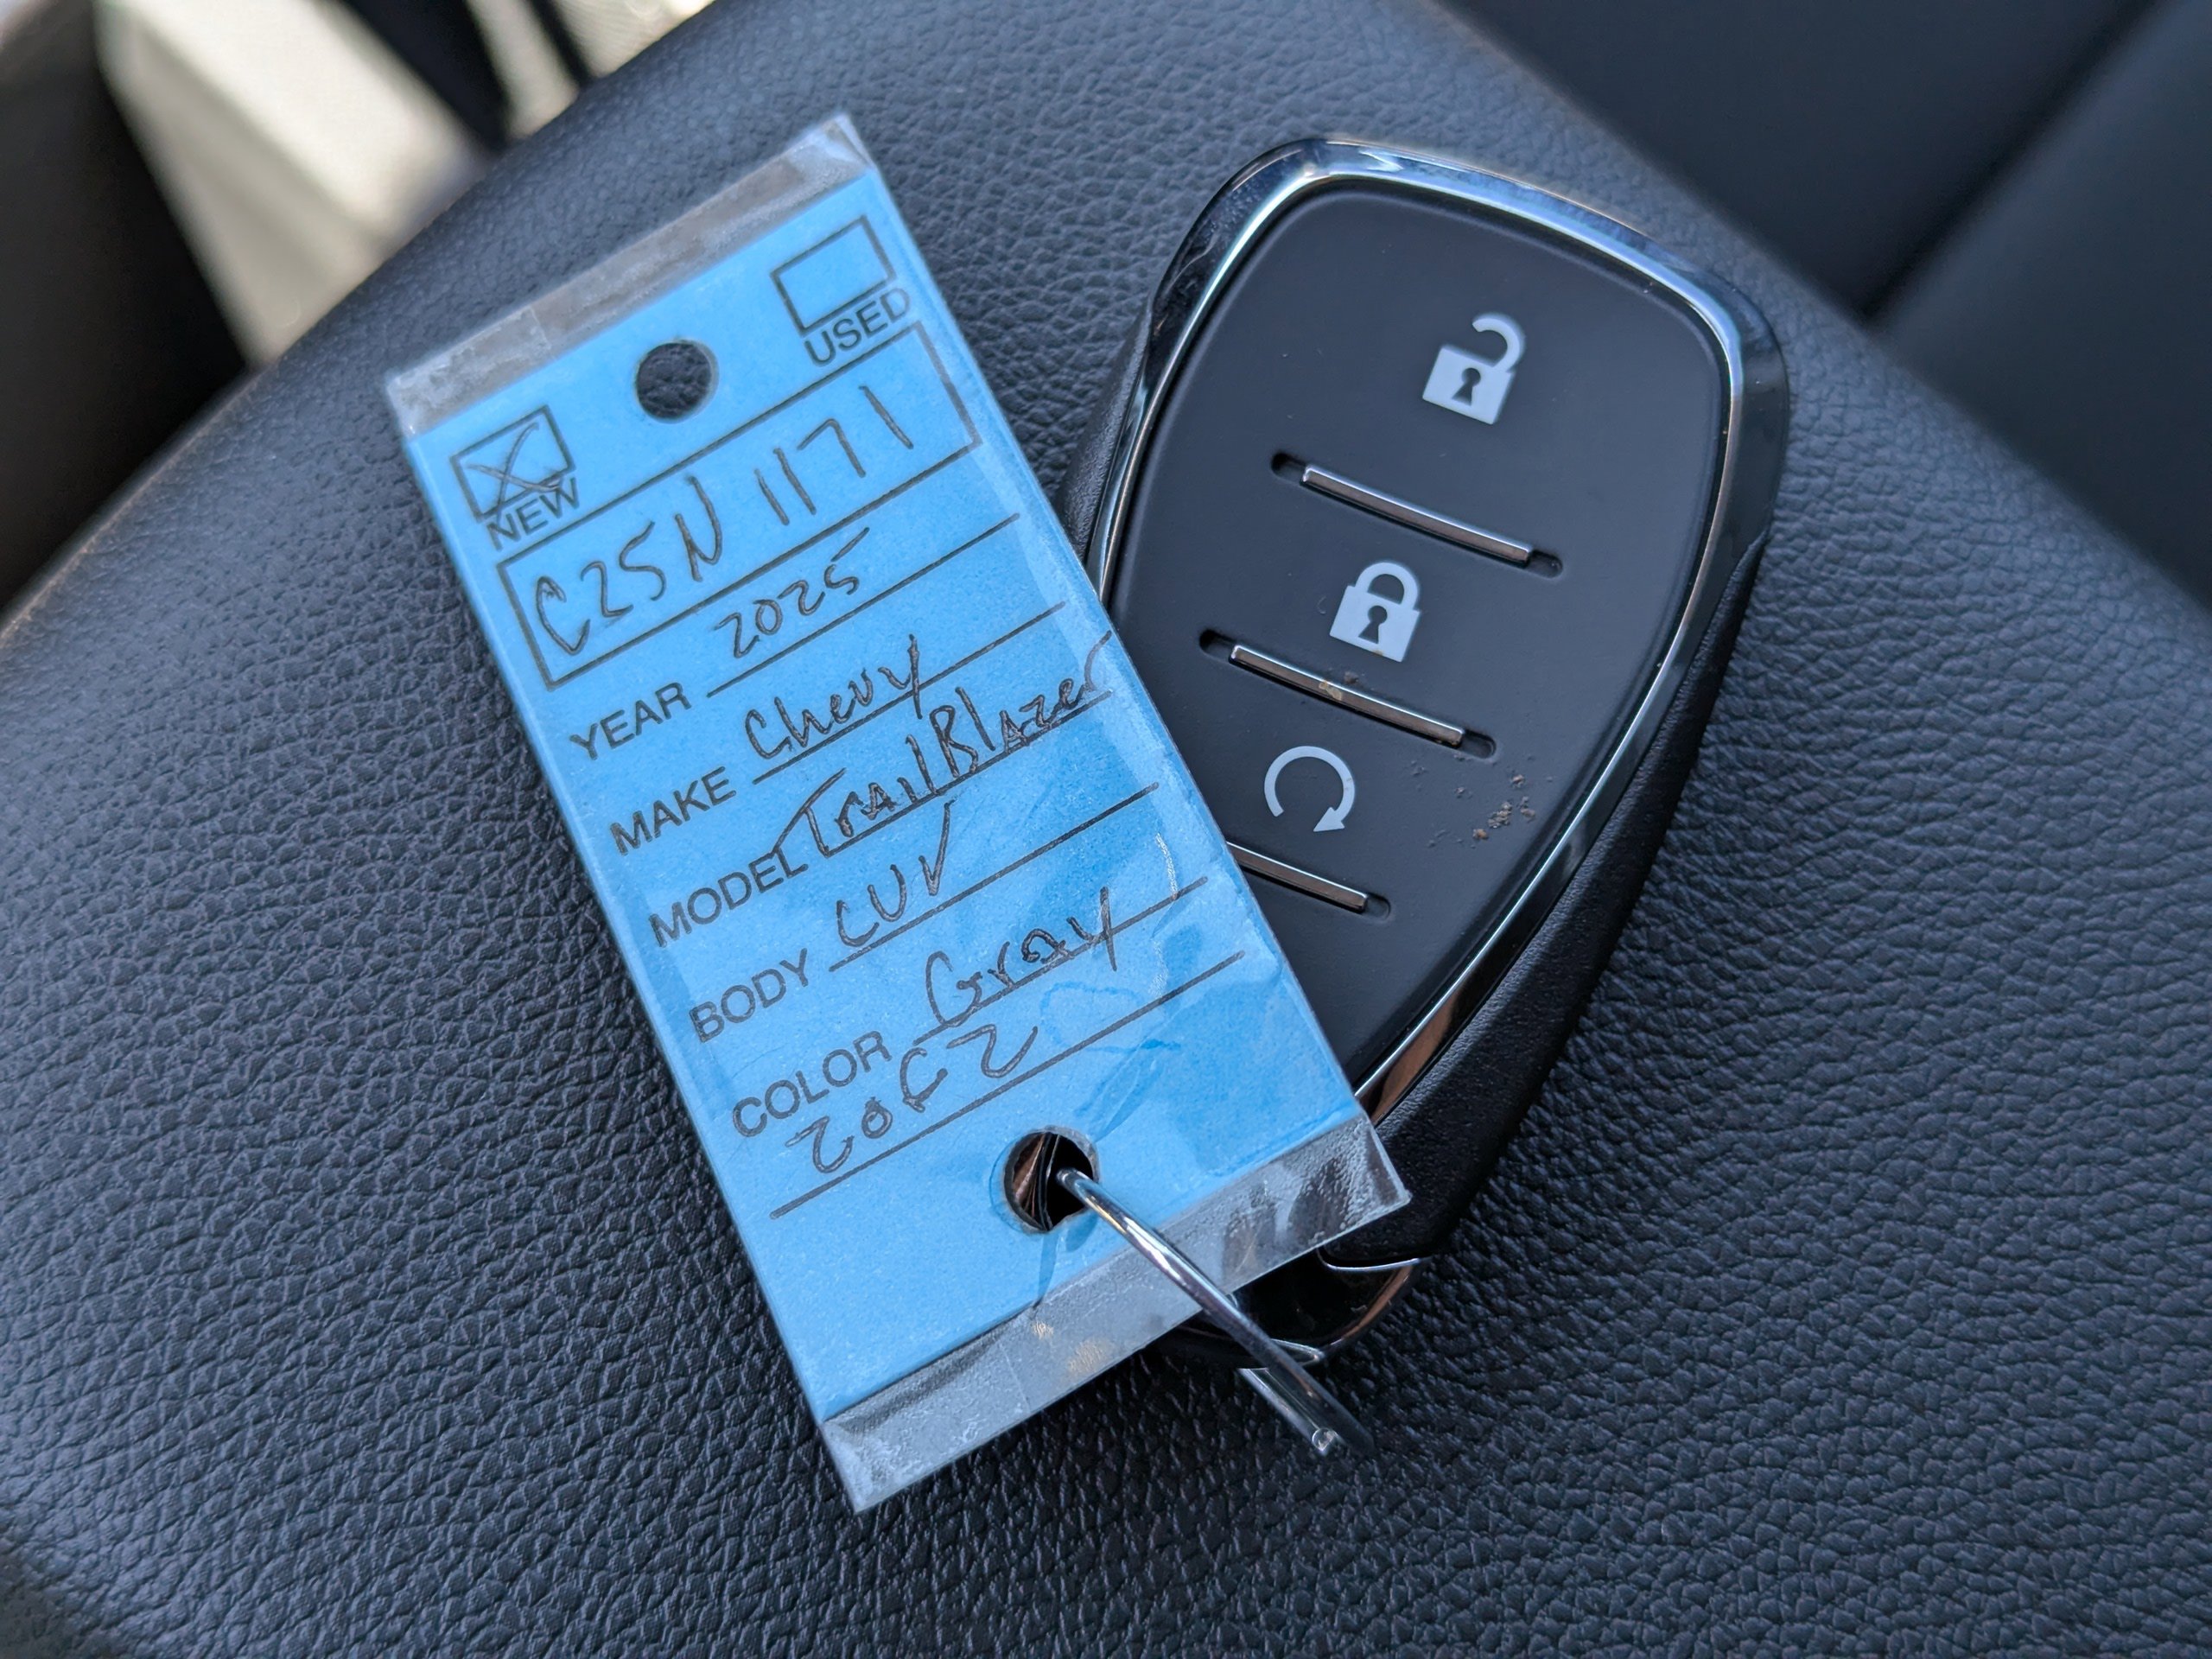 USED
NEW
C25N 1171
YEAR 2025
MAKE Chevy
MODEL TrailBlazer
BODY CUV
COLOR Gray
2 of 2